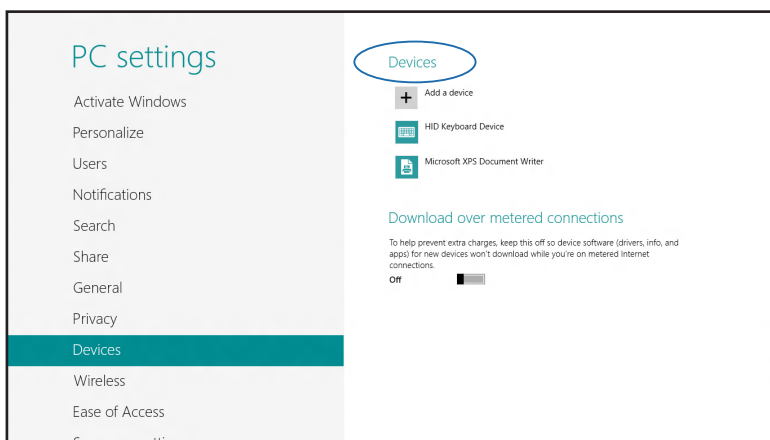 PC settings
Activate Windows
Personalize
Users
Notifications
Search
Share
General
Privacy
Devices
Wireless
Ease of Access
Devices
Add a device
HID Keyboard Device
Microsoft XPS Document Writer
Download over metered connections
To help prevent extra charges, keep this off so device software (drivers, info, and
apps) for new devices won't download while you're on metered Internet
connections.
Off